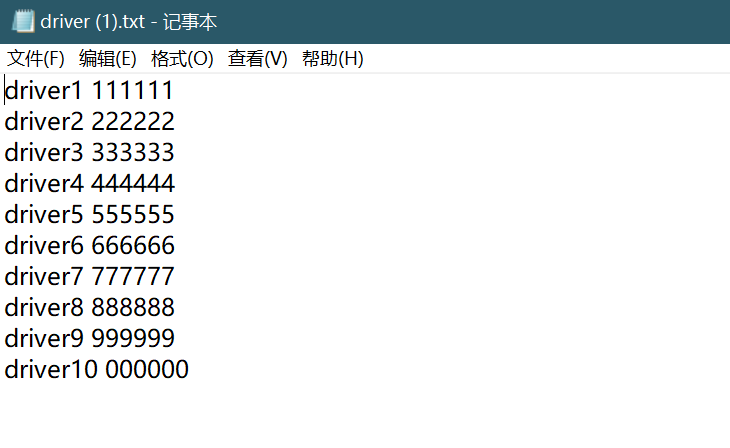 driver (1).txt - 记事本
文件(F) 编辑(E) 格式(O) 查看(V) 帮助(H)
driver1 111111
driver2 222222
driver3 333333
driver4 444444
driver5 555555
driver6 666666
driver7 777777
driver8 888888
driver9 999999
driver10 000000